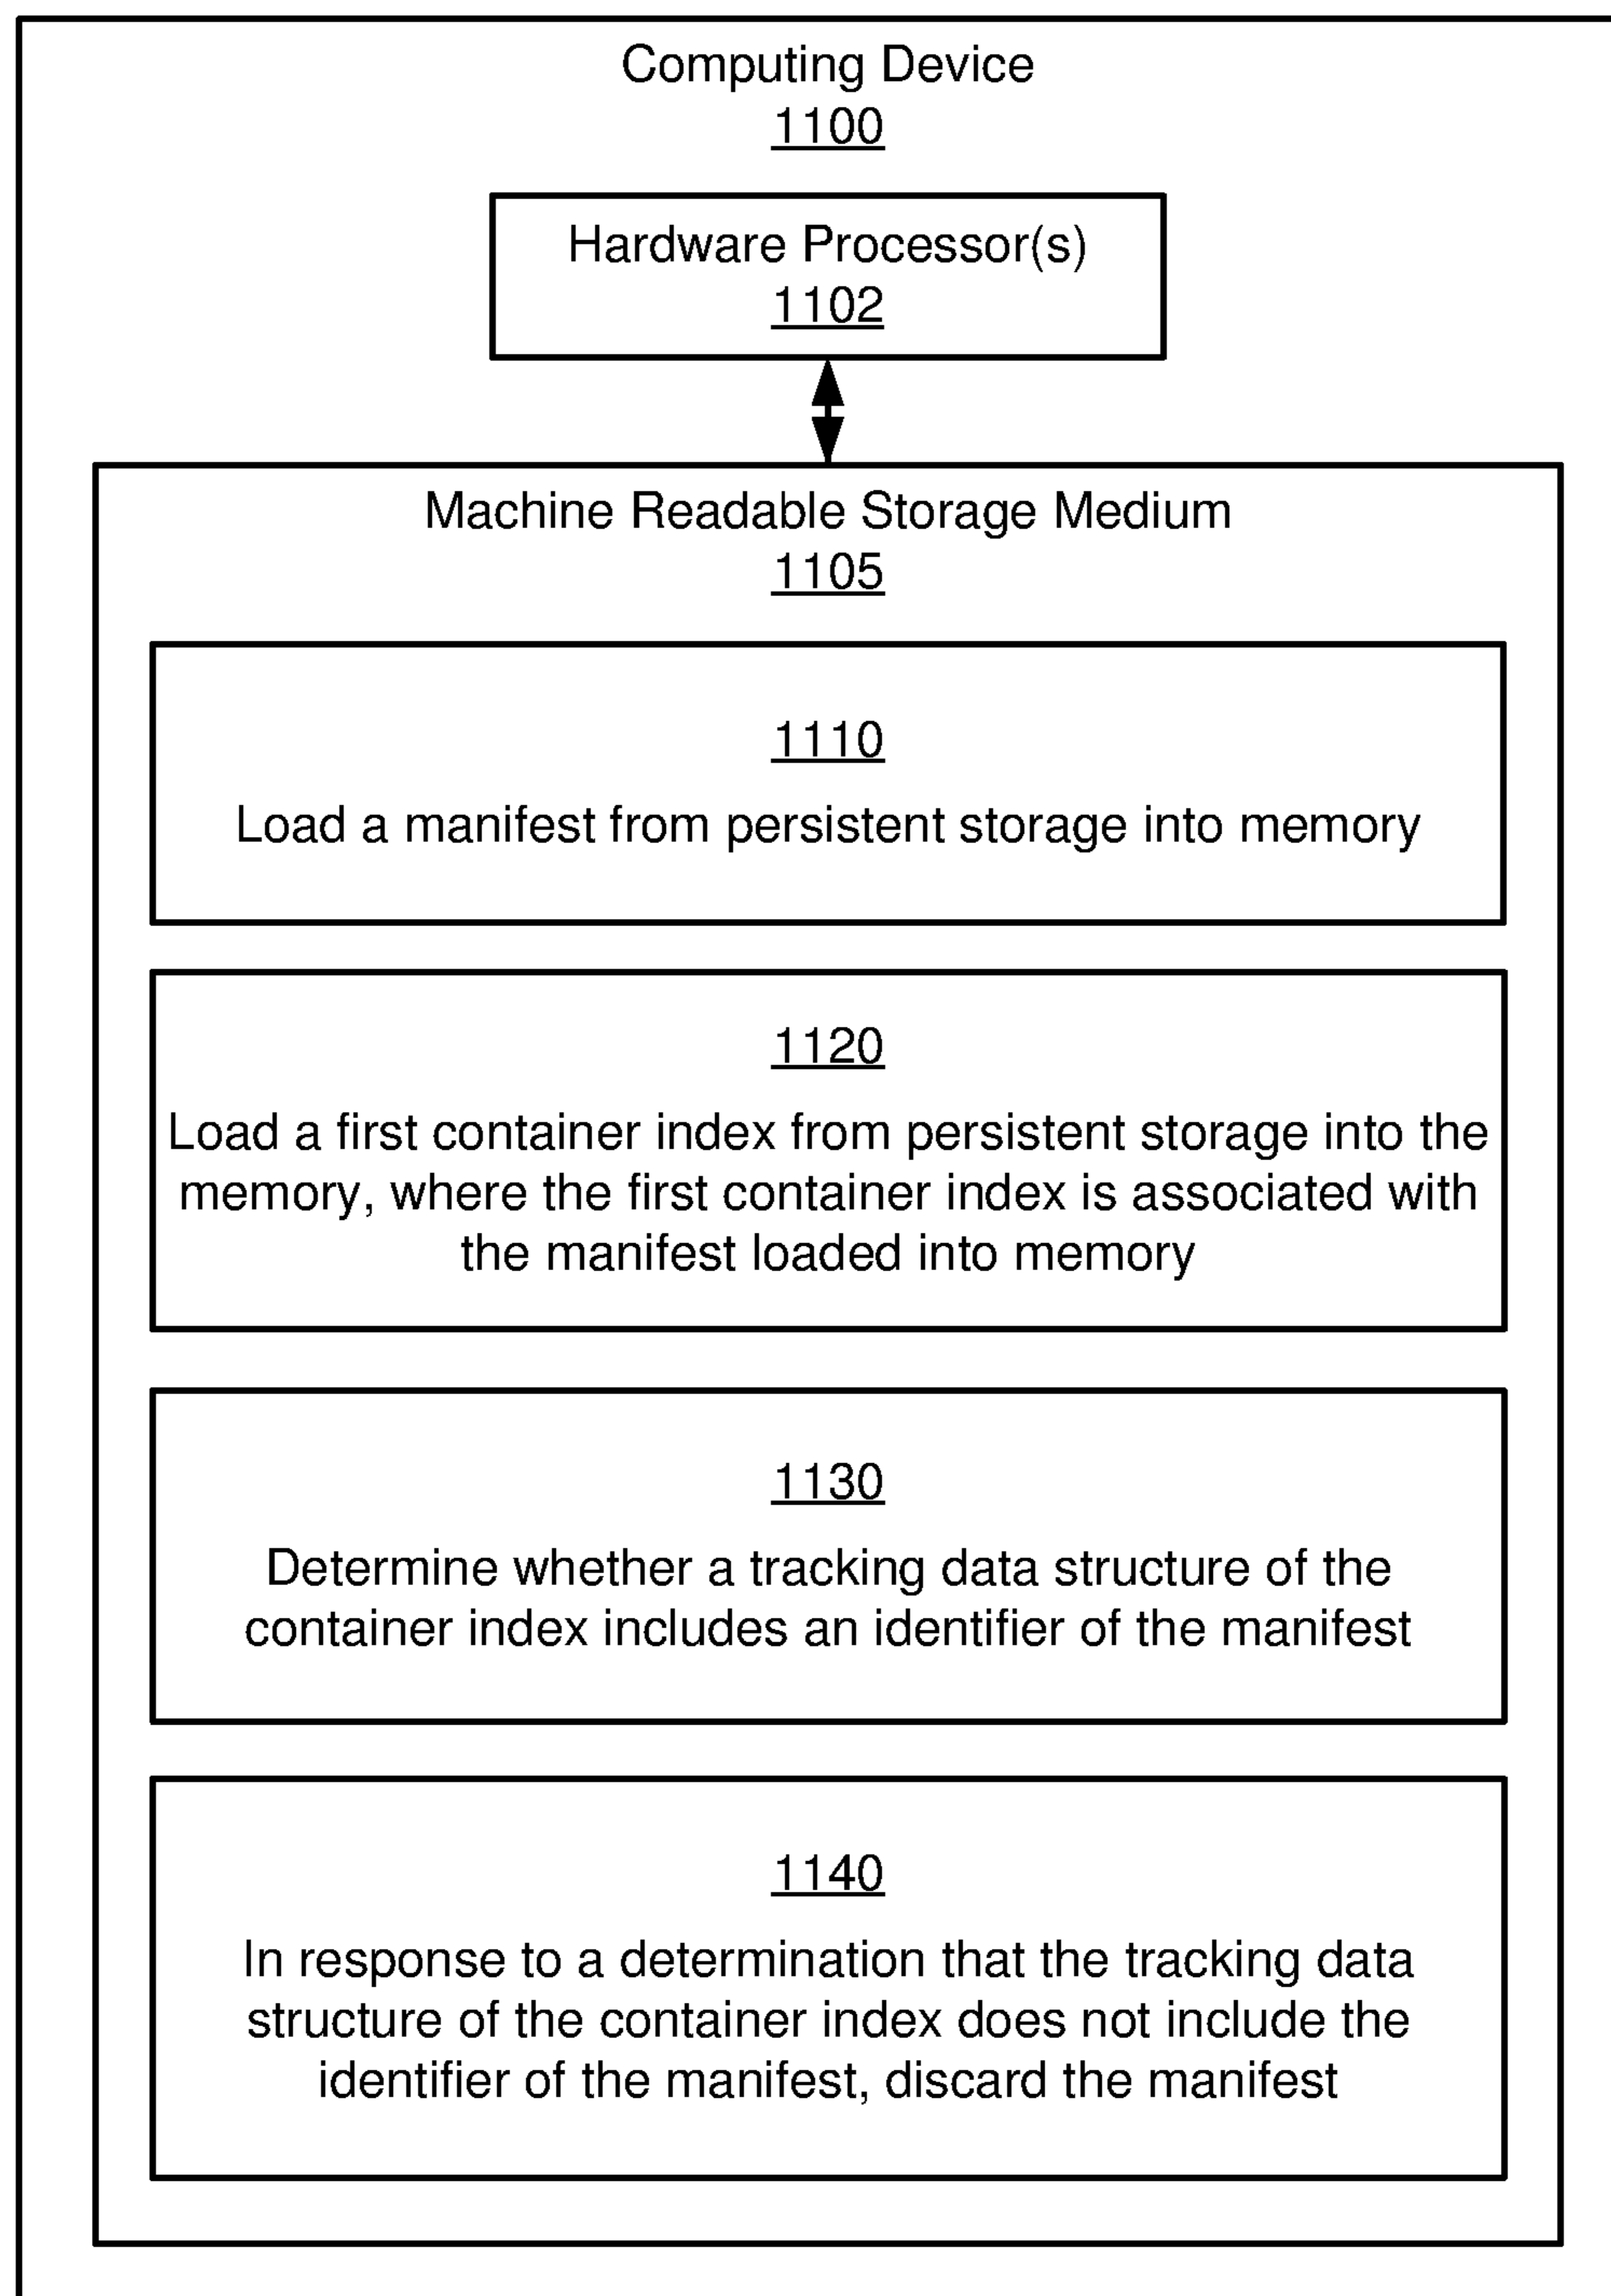 Computing Device
1100
Hardware Processor(s)
1102
Machine Readable Storage Medium
1105
1110
Load a manifest from persistent storage into memory
1120
Load a first container index from persistent storage into the
memory, where the first container index is associated with
the manifest loaded into memory
1130
Determine whether a tracking data structure of the
container index includes an identifier of the manifest
1140
In response to a determination that the tracking data
structure of the container index does not include the
identifier of the manifest, discard the manifest